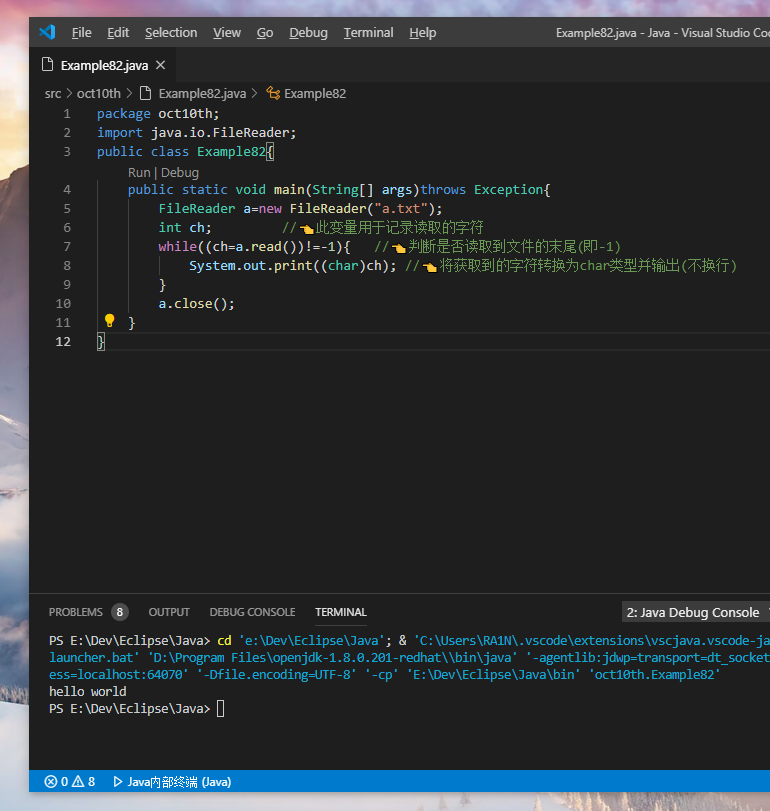 File Edit Selection View Go Debug Terminal Help Example82.java - Java - Visual Studio
Example82.java
src > oct10th > Example82.java > Example82
1 package oct10th;
2 import java.io.FileReader;
3 public class Example82{
Run | Debug
4 public static void main(String[] args)throws Exception{
5 FileReader a=new FileReader("a.txt");
6 int ch; //👈此变量用于记录读取的字符
7 while((ch=a.read())!=-1){ //👈判断是否读取到文件的末尾(即-1)
8 System.out.print((char)ch); //👈将获取到的字符转换为char类型并输出(不换行)
9 }
10 a.close();
11 }
12 }
PROBLEMS 8 OUTPUT DEBUG CONSOLE TERMINAL 2: Java Debug Console
PS E:\Dev\Eclipse\Java> cd 'e:\Dev\Eclipse\Java'; & 'C:\Users\RA1N\.vscode\extensions\vscjava.vscode-ja
launcher.bat' 'D:\Program Files\openjdk-1.8.0.201-redhat\\bin\java' '-agentlib:jdwp=transport=dt_socket
ess=localhost:64070' '-Dfile.encoding=UTF-8' '-cp' 'E:\Dev\Eclipse\Java\bin' 'oct10th.Example82'
hello world
PS E:\Dev\Eclipse\Java>
0 8 Java内部终端 (Java)